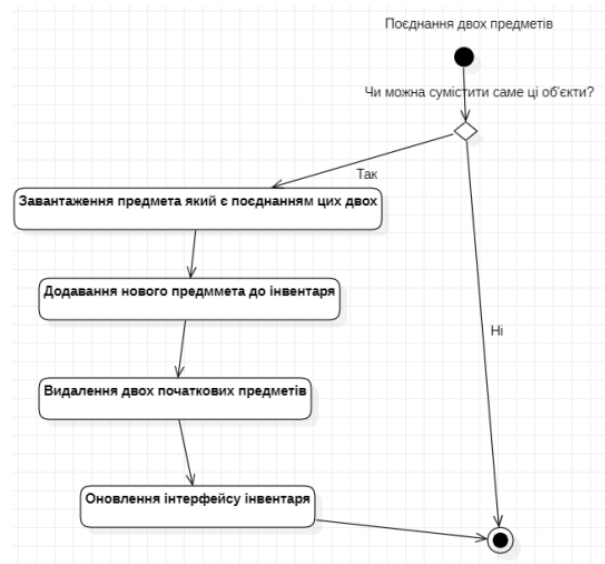 Поєднання двох предметів
Чи можна сумістити саме ці об'єкти?
Так
Завантаження предмета який є поєднанням цих двох
Додавання нового предммета до інвентаря
Ні
Видалення двох початкових предметів
Оновлення інтерфейсу інвентаря